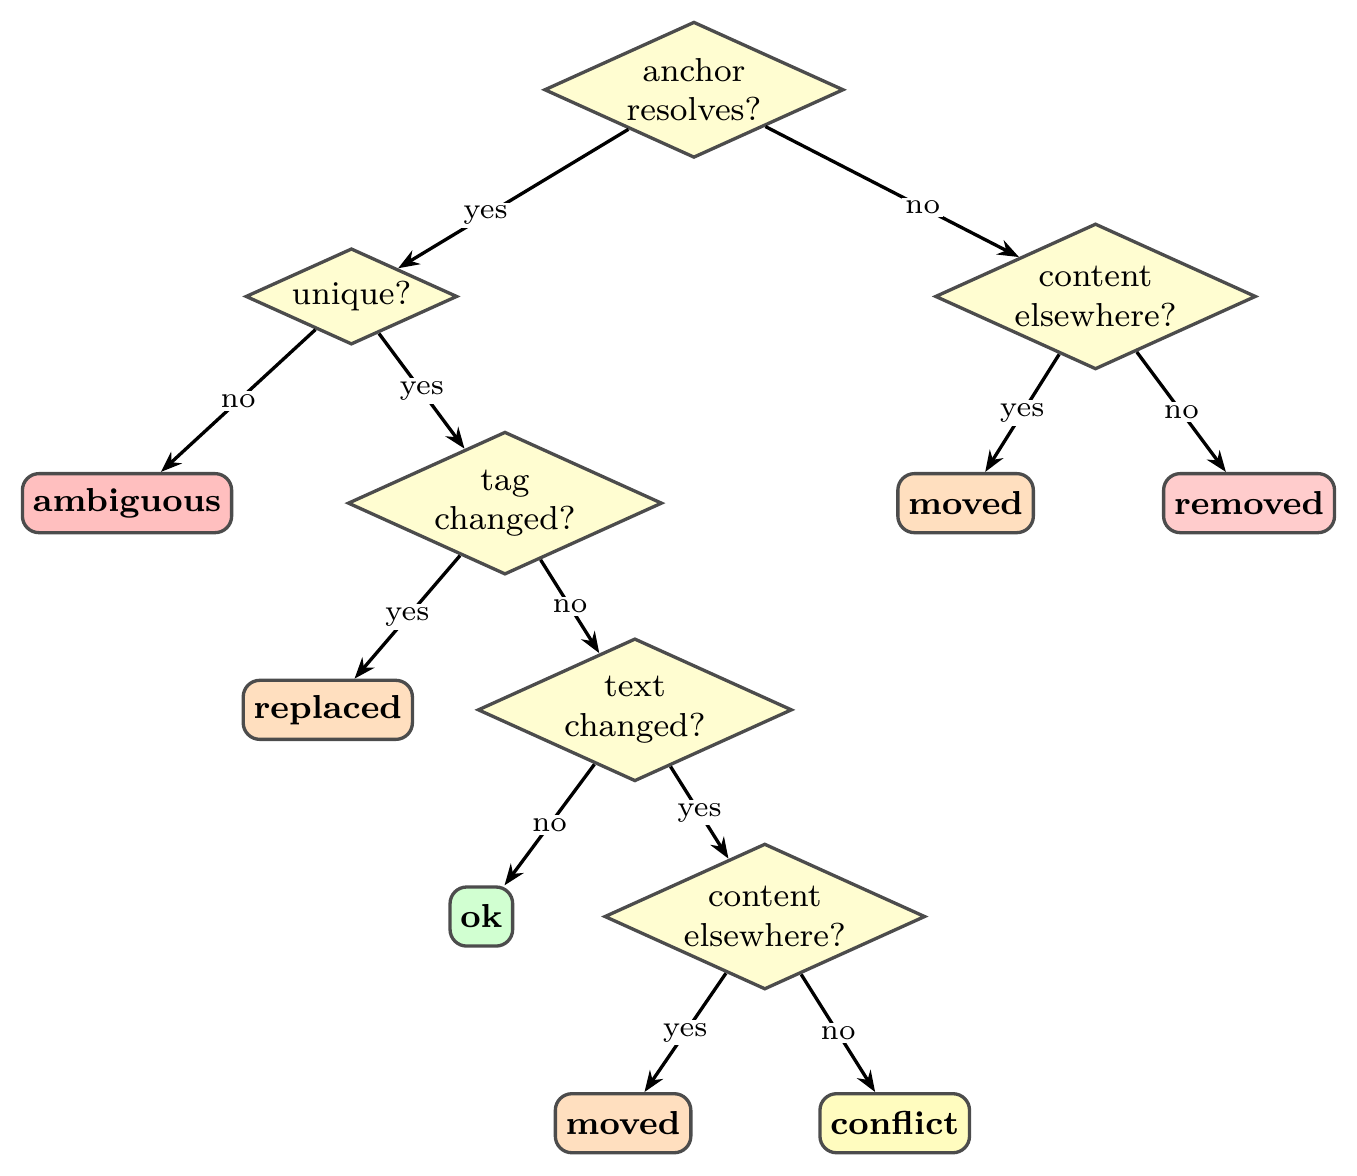 anchor
resolves?
yes
no
unique?
content
elsewhere?
no
yes
yes
no
ambiguous
tag
changed?
moved
removed
yes
no
replaced
text
changed?
no
yes
ok
content
elsewhere?
yes
no
moved
conflict